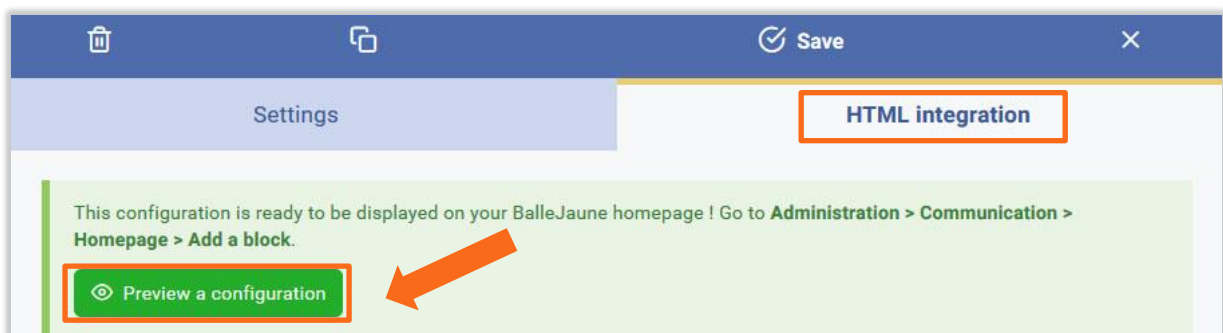 Save
Settings
HTML integration
This configuration is ready to be displayed on your BalleJaune homepage ! Go to Administration > Communication >
Homepage > Add a block.
Preview a configuration